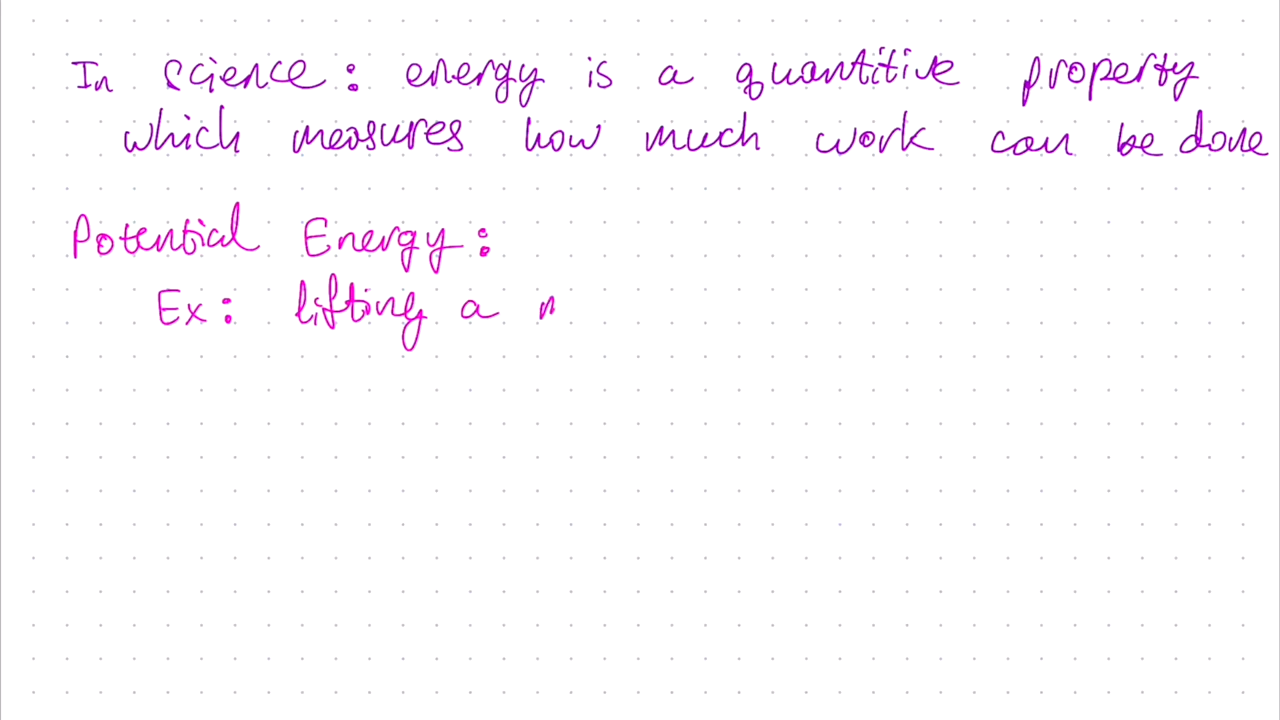 In science: energy is a quantitive property
which measures how much work can be done
Potential Energy:
Ex: lifting a